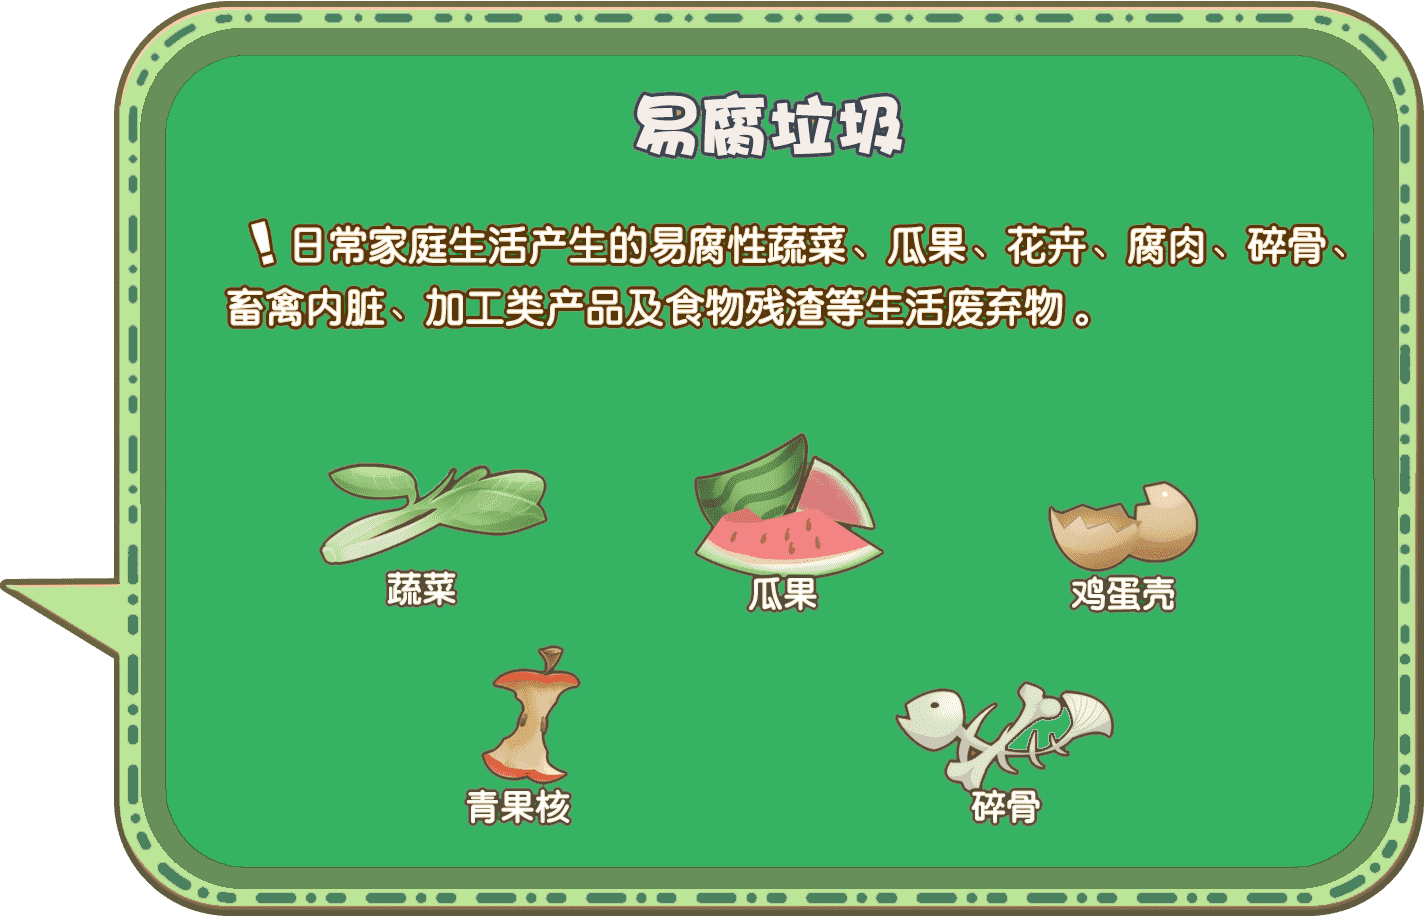 易腐垃圾
！日常家庭生活产生的易腐性蔬菜、瓜果、花卉、腐肉、碎骨、
畜禽内脏、加工类产品及食物残渣等生活废弃物。
蔬菜
瓜果
鸡蛋壳
青果核
碎骨